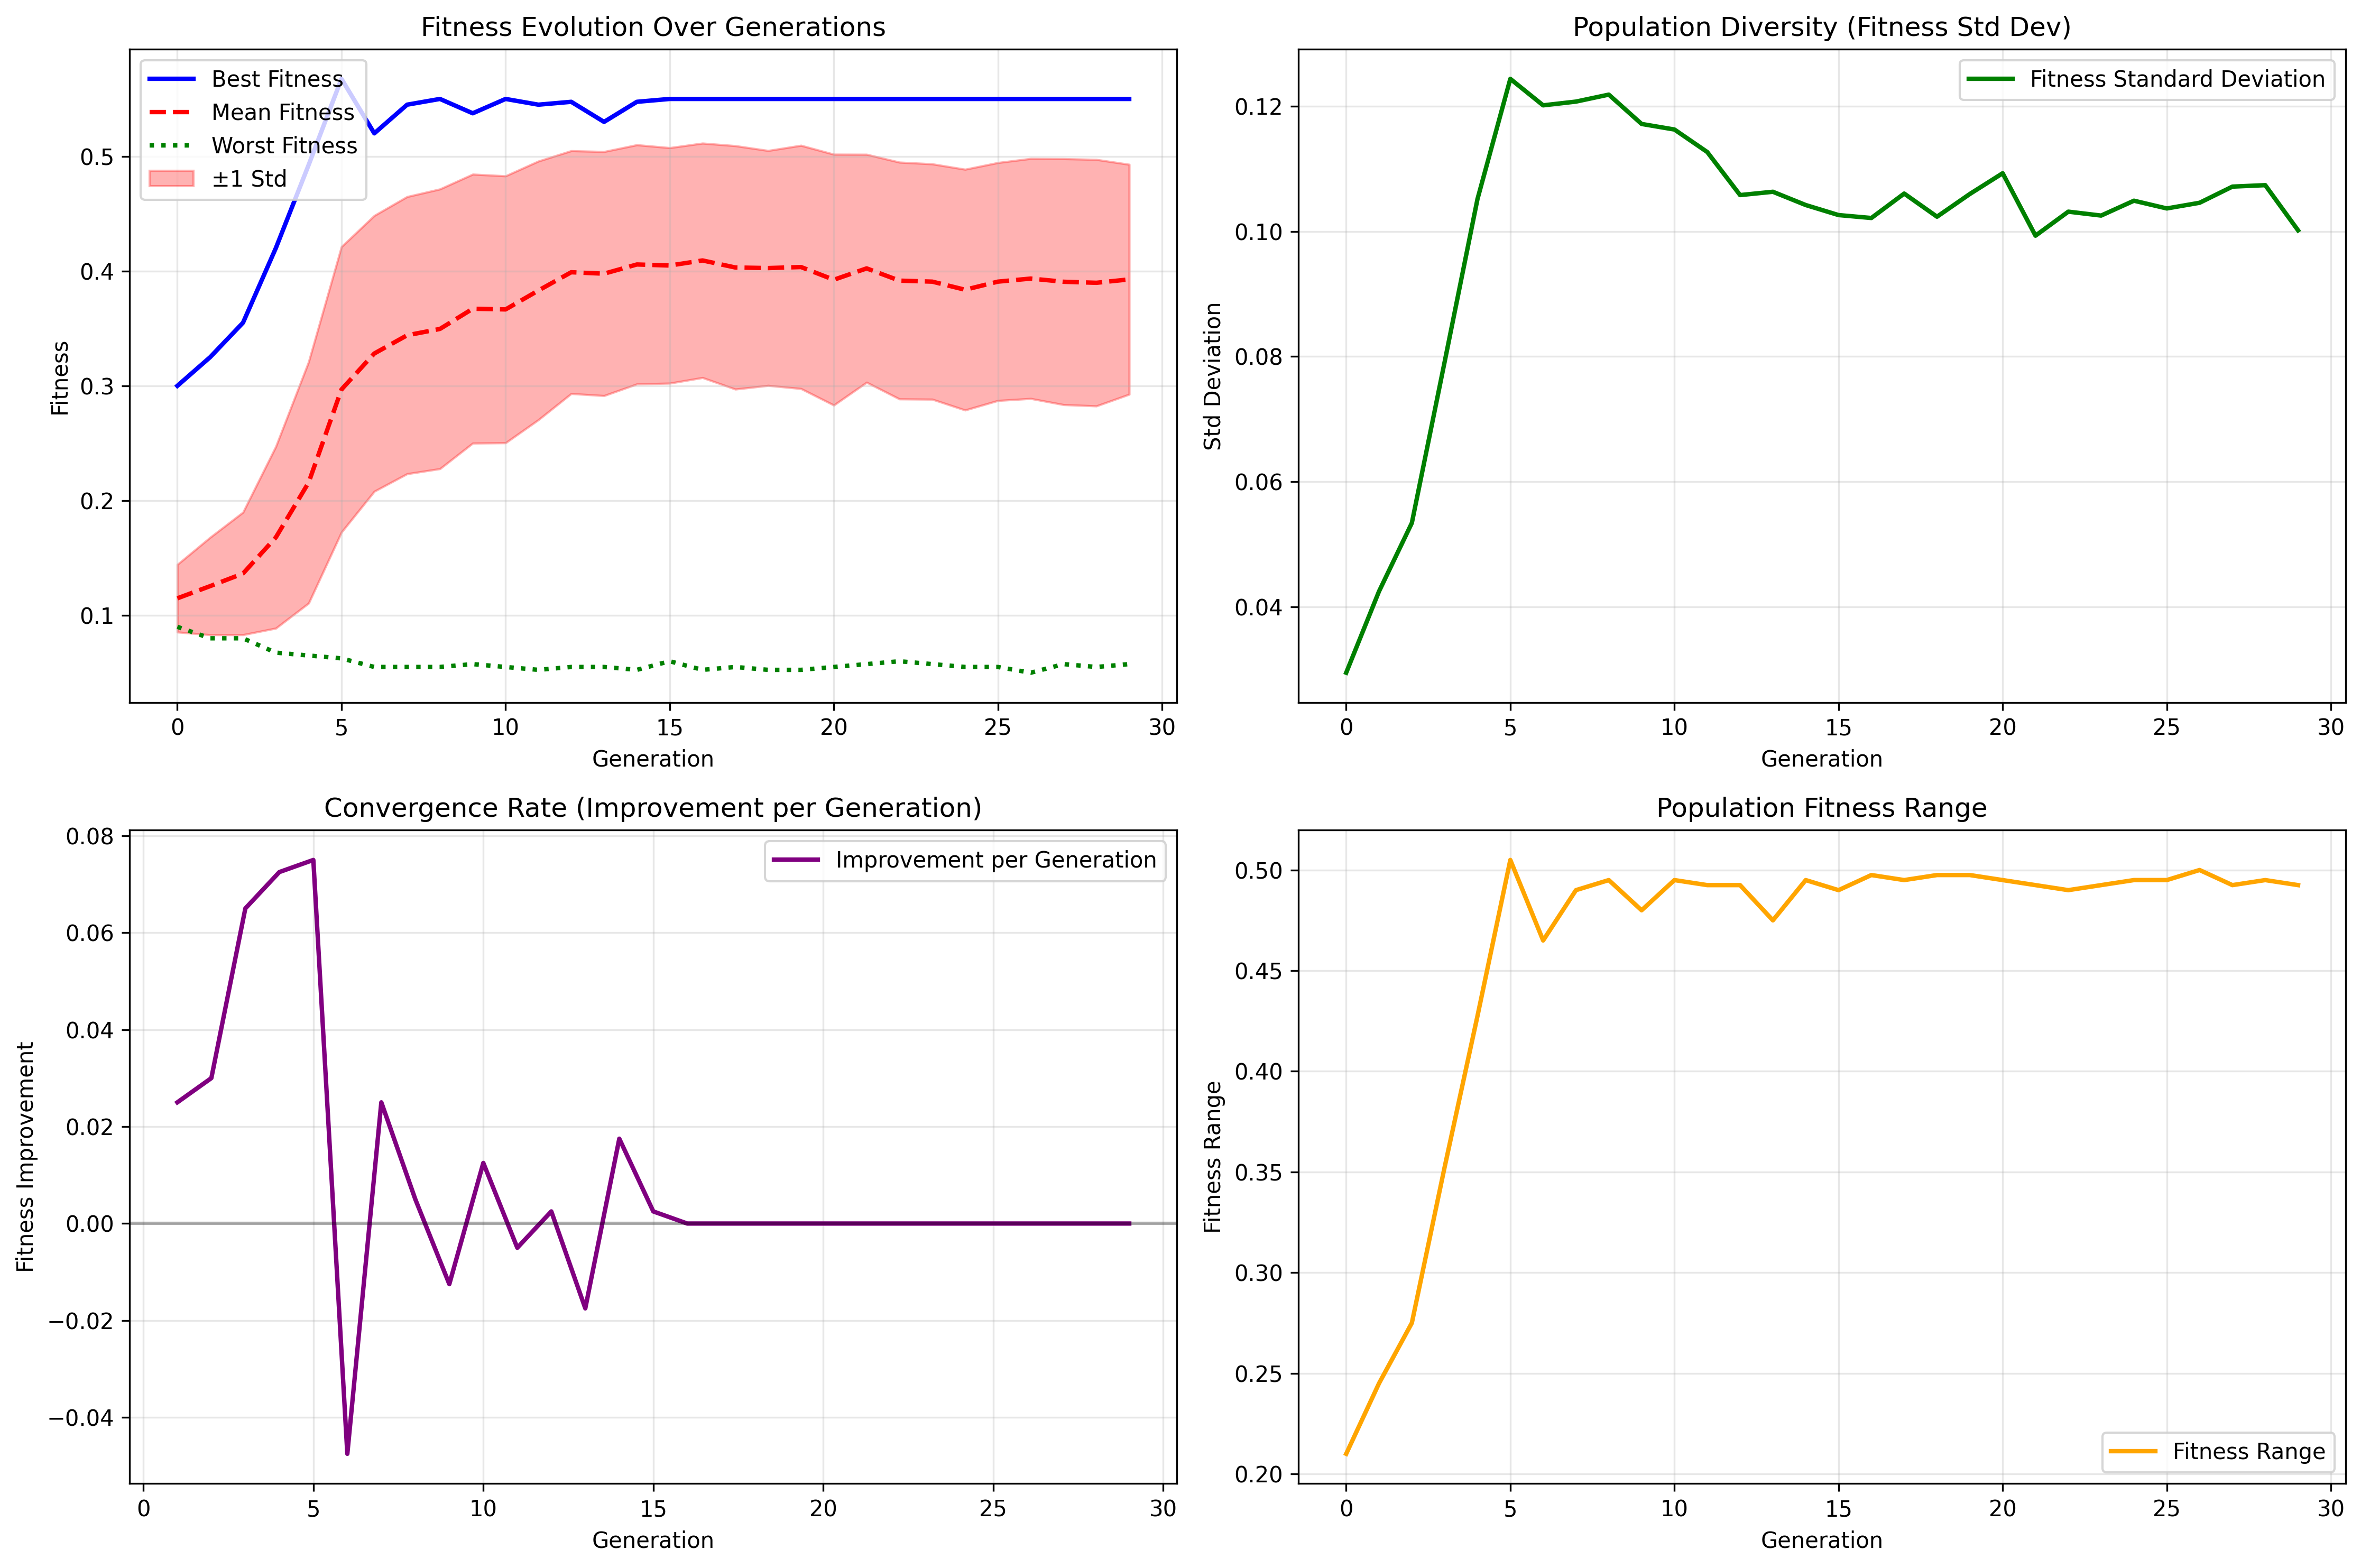 Fitness Evolution Over Generations
Best Fitness
Mean Fitness
Worst Fitness
±1 Std
Fitness
0.5
0.4
0.3
0.2
0.1
0 5 10 15 20 25 30
Generation
Population Diversity (Fitness Std Dev)
Fitness Standard Deviation
Std Deviation
0.12
0.10
0.08
0.06
0.04
0 5 10 15 20 25 30
Generation
Convergence Rate (Improvement per Generation)
Improvement per Generation
Fitness Improvement
0.08
0.06
0.04
0.02
0.00
−0.02
−0.04
0 5 10 15 20 25 30
Generation
Population Fitness Range
Fitness Range
0.50
0.45
0.40
0.35
0.30
0.25
0.20
Fitness Range
0 5 10 15 20 25 30
Generation